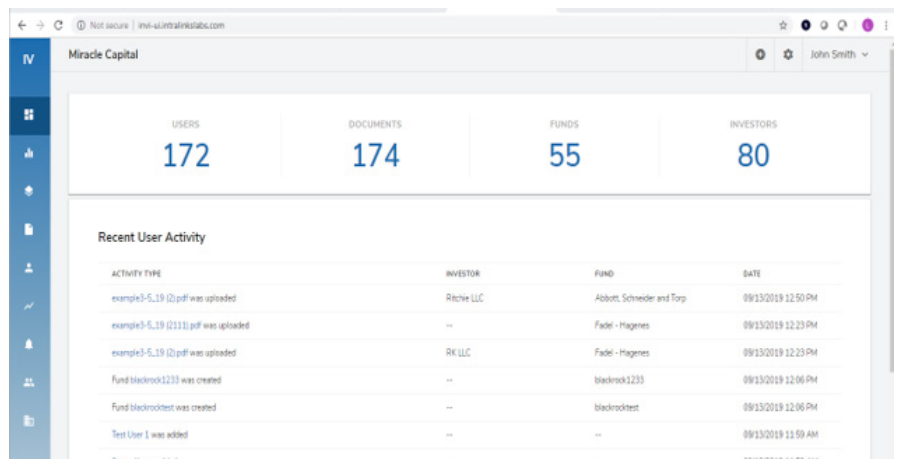 Not secure | invi-ui.intralinkslabs.com
IV Miracle Capital John Smith
USERS DOCUMENTS FUNDS INVESTORS
172 174 55 80
Recent User Activity
ACTIVITY TYPE INVESTOR FUND DATE
example3-5_19 (2).pdf was uploaded Ritchie LLC Abbott, Schneider and Torp 09/13/2019 12:50 PM
example3-5_19 (2111).pdf was uploaded -- Fadel - Hagenes 09/13/2019 12:23 PM
example3-5_19 (2).pdf was uploaded RK LLC Fadel - Hagenes 09/13/2019 12:23 PM
Fund blackrock1233 was created -- blackrock1233 09/13/2019 12:06 PM
Fund blackrocktest was created -- blackrocktest 09/13/2019 12:06 PM
Test User 1 was added -- -- 09/13/2019 11:59 AM